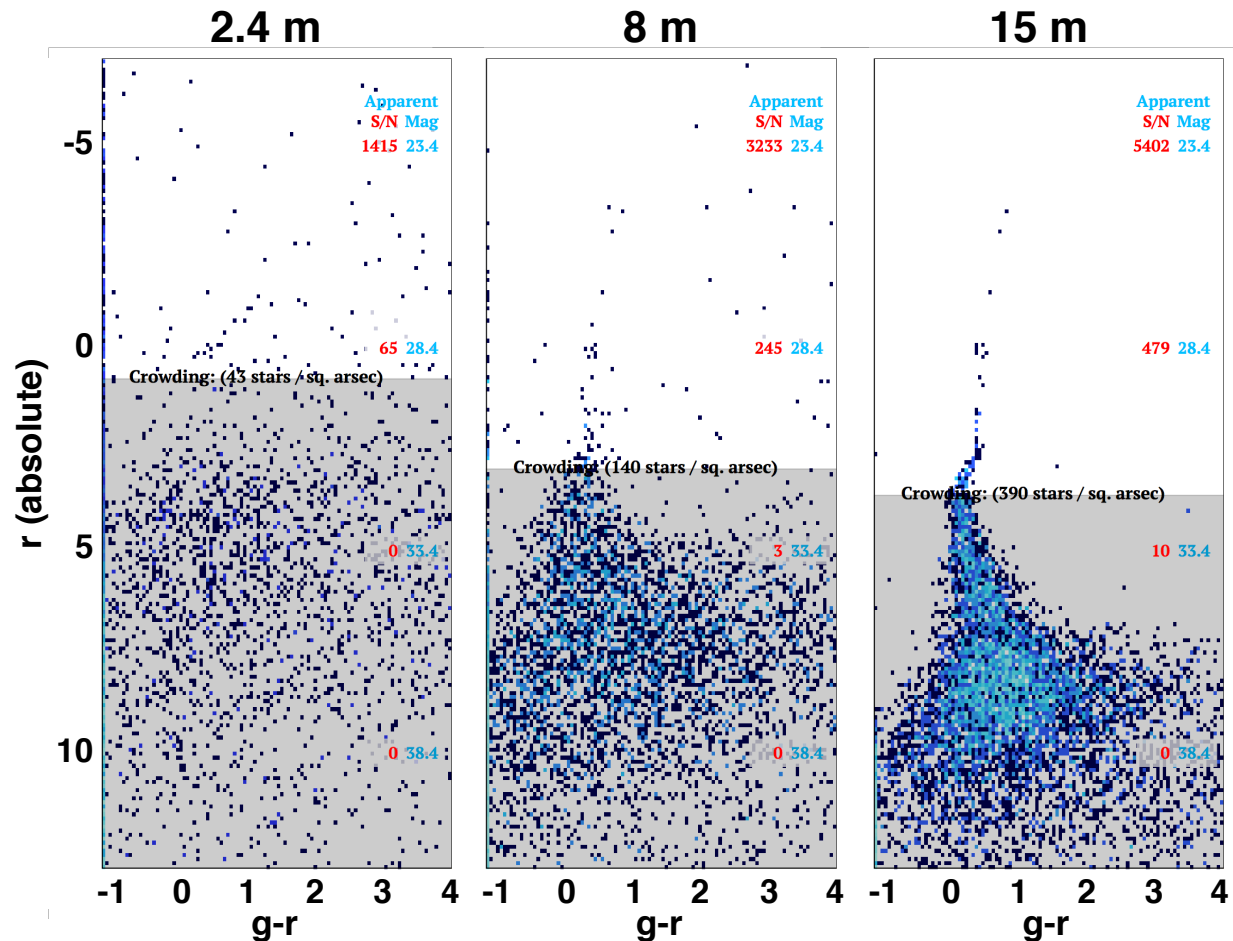 2.4 m
8 m
15 m
Apparent
S/N Mag
1415 23.4
65 28.4
Crowding: (43 stars / sq. arsec)
0 33.4
0 38.4
Apparent
S/N Mag
3233 23.4
245 28.4
Crowding: (140 stars / sq. arsec)
3 33.4
0 38.4
Apparent
S/N Mag
5402 23.4
479 28.4
Crowding: (390 stars / sq. arsec)
10 33.4
0 38.4
r (absolute)
-5
0
5
10
-1 0 1 2 3 4
-1 0 1 2 3 4
-1 0 1 2 3 4
g-r
g-r
g-r